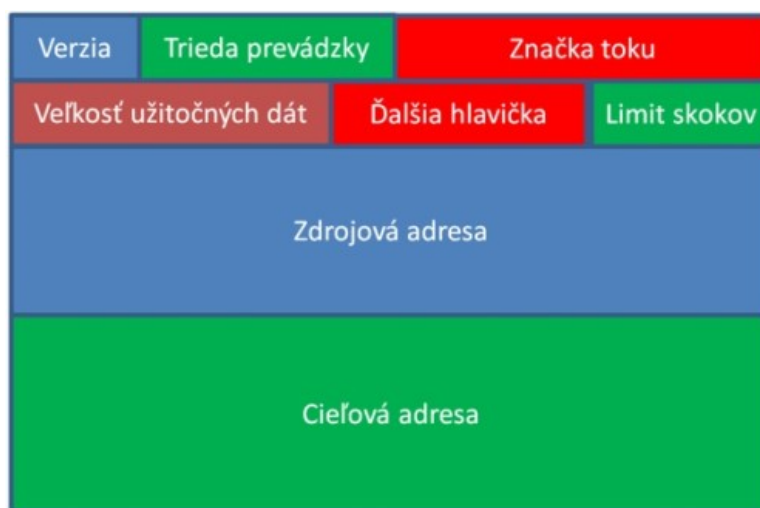 Verzia
Trieda prevádzky
Značka toku
Veľkosť užitočných dát
Ďalšia hlavička
Limit skokov
Zdrojová adresa
Cieľová adresa